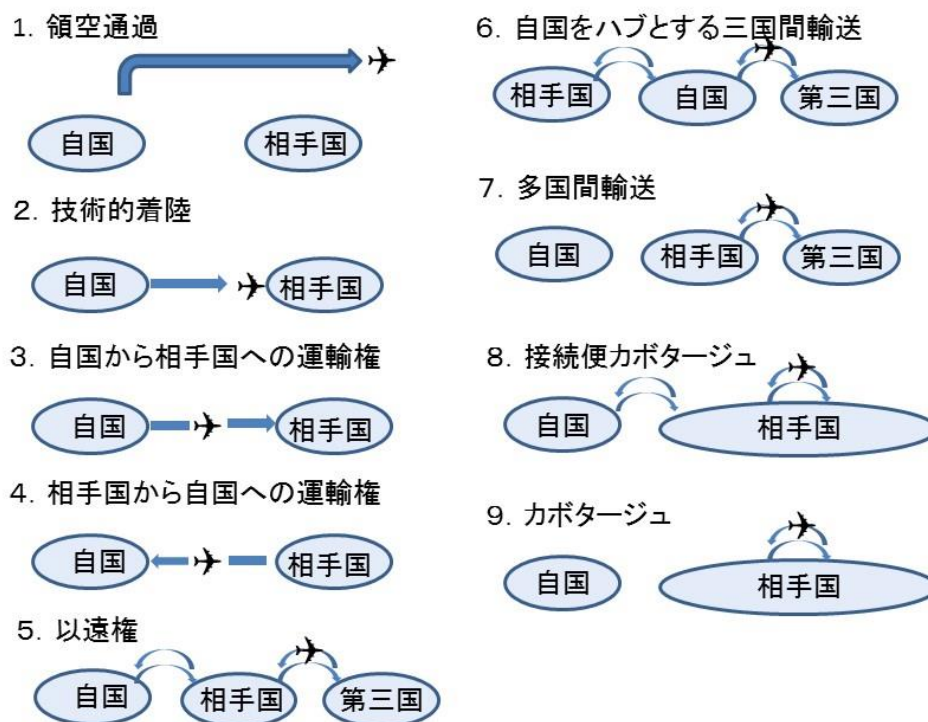 1. 領空通過
自国
相手国
2. 技術的着陸
自国
相手国
3. 自国から相手国への運輸権
自国
相手国
4. 相手国から自国への運輸権
自国
相手国
5. 以遠権
自国
相手国
第三国
6. 自国をハブとする三国間輸送
相手国
自国
第三国
7. 多国間輸送
自国
相手国
第三国
8. 接続便カボタージュ
自国
相手国
9. カボタージュ
自国
相手国